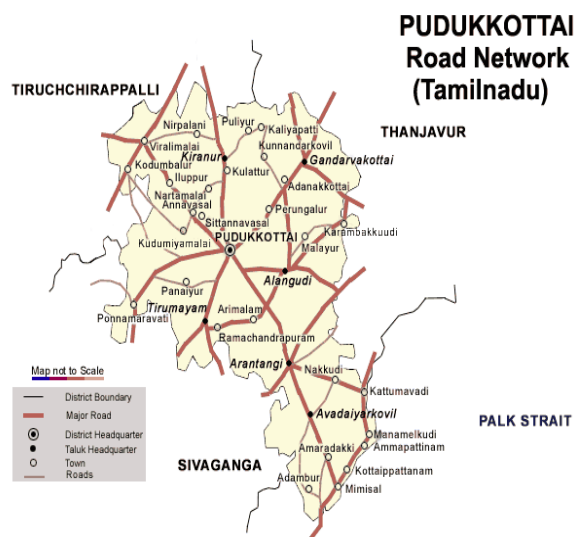 PUDUKKOTTAI
Road Network
(Tamilnadu)
TIRUCHCHIRAPPALLI
THANJAVUR
Nirpalani
Puliyur
Kaliyapatti
Viralimalai
Kiranur
Kunnandarkovil
Gandarvakottai
Kodumbalur
Iluppur
Kulattur
Adanakkottai
Nartamalai
Annavasal
Sittannavasal
Perungalur
Kudumiyamalai
PUDUKKOTTAI
Karambakkuudi
Malayur
Alangudi
Panaiyur
Tirumayam
Arimalam
Ponnamaravati
Ramachandrapuram
Arantangi
Nakkudi
Kattumavadi
Map not to Scale
District Boundary
Major Road
District Headquarter
Taluk Headquarter
Town
Roads
Avadaiyarkovil
PALK STRAIT
Manamelkudi
Ammapattinam
SIVAGANGA
Amaradakki
Kottaippattanam
Adambur
Mimisal